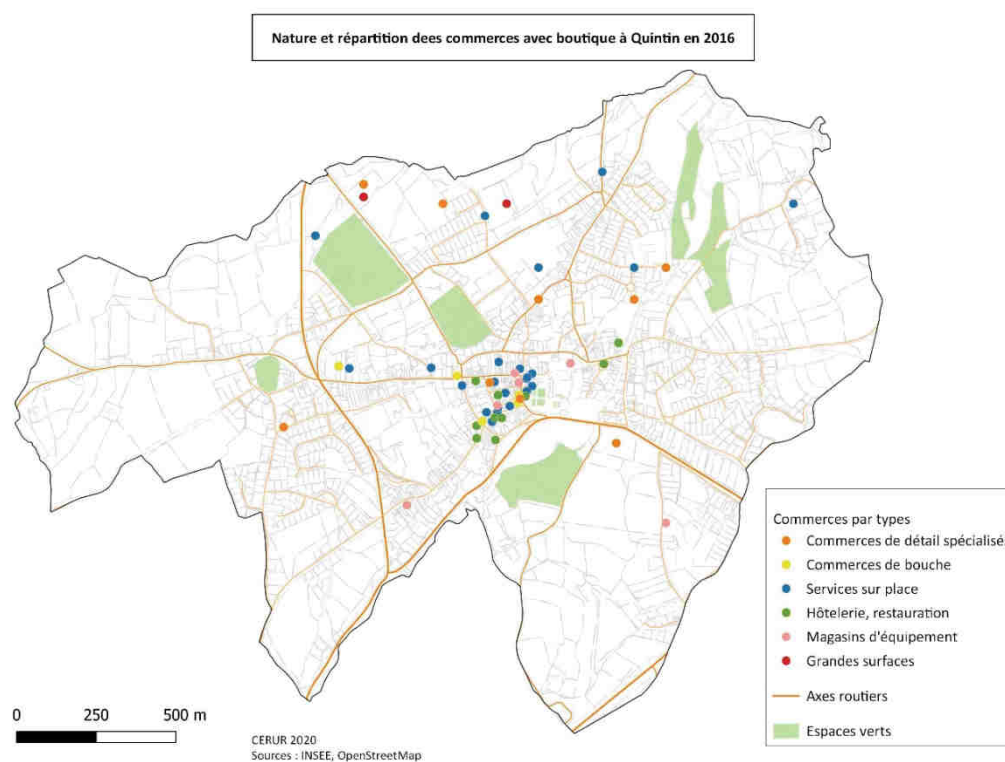 Nature et répartition dees commerces avec boutique à Quintin en 2016
Commerces par types
Commerces de détail spécialisés
Commerces de bouche
Services sur place
Hôtelerie, restauration
Magasins d'équipement
Grandes surfaces
Axes routiers
Espaces verts
0 250 500 m
CERUR 2020
Sources : INSEE, OpenStreetMap